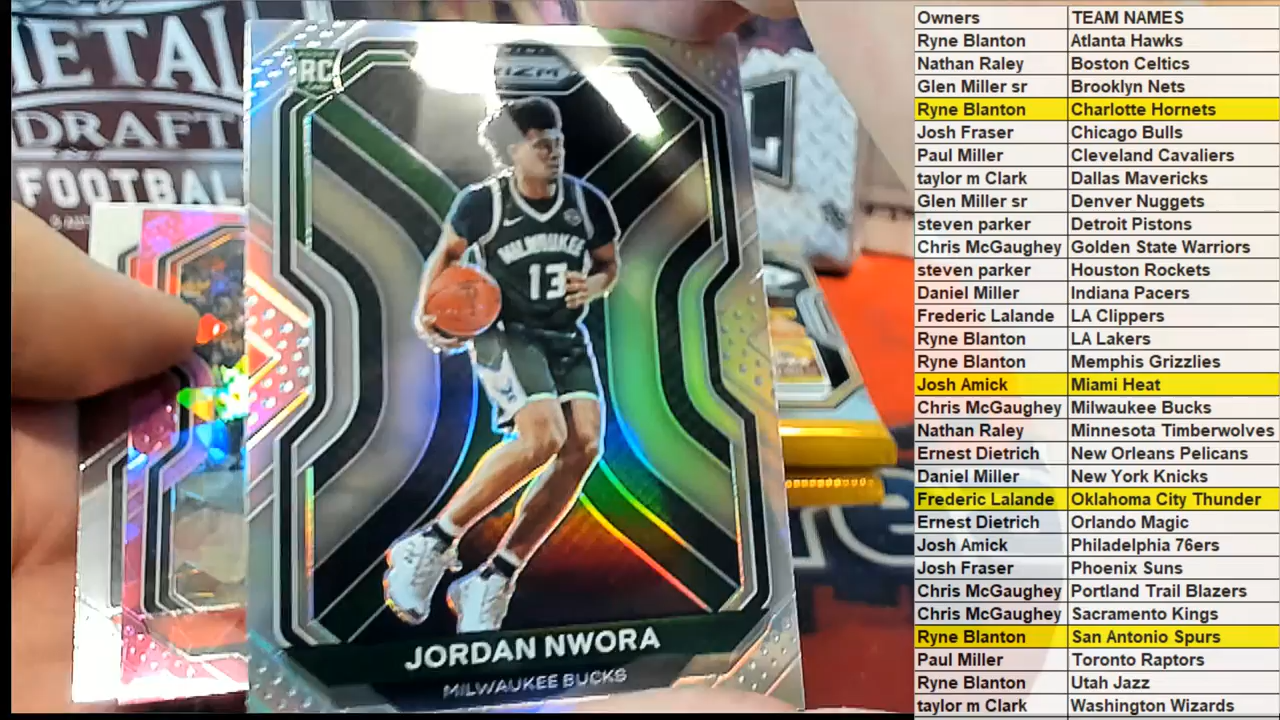 METAL
DRAFT
FOOTBAL
RC
PRIZM
MILWAUKEE
13
JORDAN NWORA
MILWAUKEE BUCKS
Owners TEAM NAMES
Ryne Blanton Atlanta Hawks
Nathan Raley Boston Celtics
Glen Miller sr Brooklyn Nets
Ryne Blanton Charlotte Hornets
Josh Fraser Chicago Bulls
Paul Miller Cleveland Cavaliers
taylor m Clark Dallas Mavericks
Glen Miller sr Denver Nuggets
steven parker Detroit Pistons
Chris McGaughey Golden State Warriors
steven parker Houston Rockets
Daniel Miller Indiana Pacers
Frederic Lalande LA Clippers
Ryne Blanton LA Lakers
Ryne Blanton Memphis Grizzlies
Josh Amick Miami Heat
Chris McGaughey Milwaukee Bucks
Nathan Raley Minnesota Timberwolves
Ernest Dietrich New Orleans Pelicans
Daniel Miller New York Knicks
Frederic Lalande Oklahoma City Thunder
Ernest Dietrich Orlando Magic
Josh Amick Philadelphia 76ers
Josh Fraser Phoenix Suns
Chris McGaughey Portland Trail Blazers
Chris McGaughey Sacramento Kings
Ryne Blanton San Antonio Spurs
Paul Miller Toronto Raptors
Ryne Blanton Utah Jazz
taylor m Clark Washington Wizards